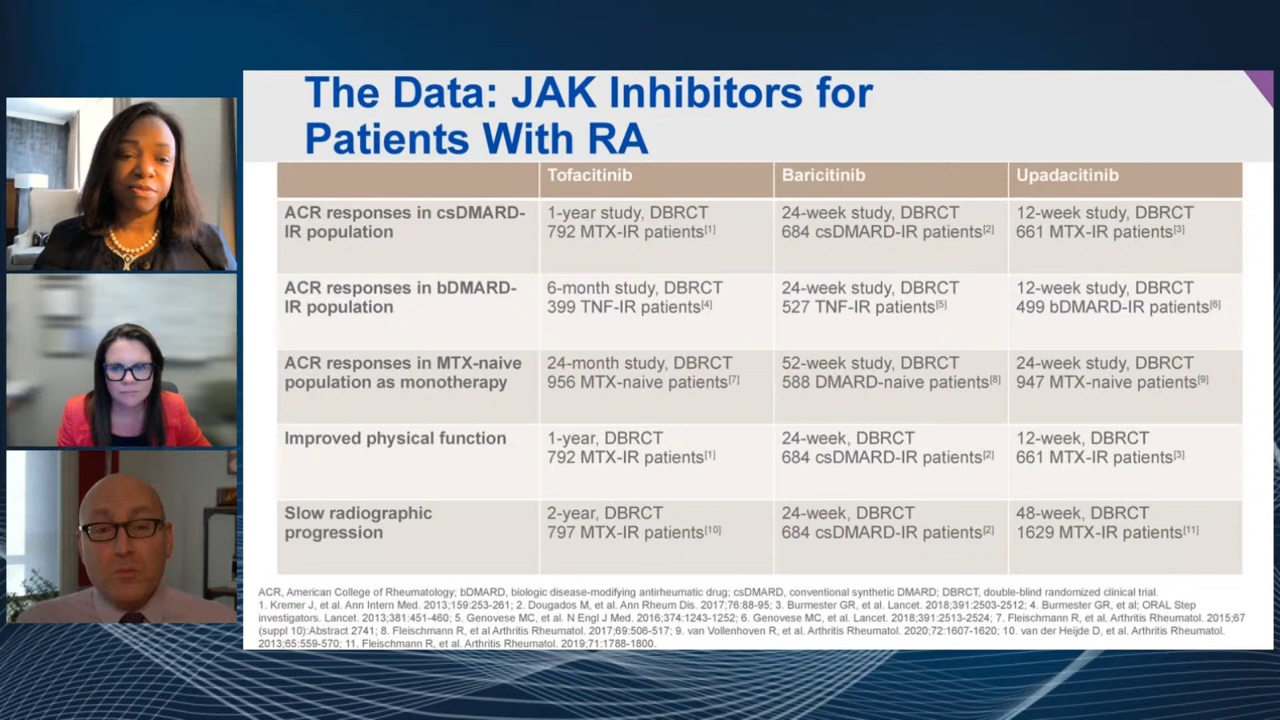 The Data: JAK Inhibitors for
Patients With RA
Tofacitinib
Baricitinib
Upadacitinib
ACR responses in csDMARD-
IR population
1-year study, DBRCT
792 MTX-IR patients[1]
24-week study, DBRCT
684 csDMARD-IR patients[2]
12-week study, DBRCT
661 MTX-IR patients[3]
ACR responses in bDMARD-
IR population
6-month study, DBRCT
399 TNF-IR patients[4]
24-week study, DBRCT
527 TNF-IR patients[5]
12-week study, DBRCT
499 bDMARD-IR patients[6]
ACR responses in MTX-naive
population as monotherapy
24-month study, DBRCT
956 MTX-naive patients[7]
52-week study, DBRCT
588 DMARD-naive patients[8]
24-week study, DBRCT
947 MTX-naive patients[9]
Improved physical function
1-year, DBRCT
792 MTX-IR patients[1]
24-week, DBRCT
684 csDMARD-IR patients[2]
12-week, DBRCT
661 MTX-IR patients[3]
Slow radiographic
progression
2-year, DBRCT
797 MTX-IR patients[10]
24-week, DBRCT
684 csDMARD-IR patients[2]
48-week, DBRCT
1629 MTX-IR patients[11]
ACR, American College of Rheumatology; bDMARD, biologic disease-modifying antirheumatic drug; csDMARD, conventional synthetic DMARD; DBRCT, double-blind randomized clinical trial.
1. Kremer J, et al. Ann Intern Med. 2013;159:253-261; 2. Dougados M, et al. Ann Rheum Dis. 2017;76:88-95; 3. Burmester GR, et al. Lancet. 2018;391:2503-2512; 4. Burmester GR, et al; ORAL Step
investigators. Lancet. 2013;381:451-460; 5. Genovese MC, et al. N Engl J Med. 2016;374:1243-1252; 6. Genovese MC, et al. Lancet. 2018;391:2513-2524; 7. Fleischmann R, et al. Arthritis Rheumatol. 2015;67
(suppl 10):Abstract 2741; 8. Fleischmann R, et al Arthritis Rheumatol. 2017;69:506-517; 9. van Vollenhoven R, et al. Arthritis Rheumatol. 2020;72:1607-1620; 10. van der Heijde D, et al. Arthritis Rheumatol.
2013;65:559-570; 11. Fleischmann R, et al. Arthritis Rheumatol. 2019;71:1788-1800.